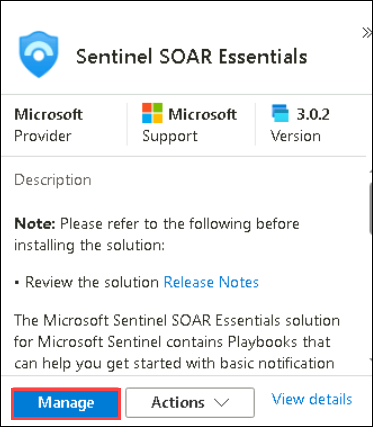 Sentinel SOAR Essentials
Microsoft
Provider
Microsoft
Support
3.0.2
Version
Description
Note: Please refer to the following before
installing the solution:
• Review the solution Release Notes
The Microsoft Sentinel SOAR Essentials solution
for Microsoft Sentinel contains Playbooks that
can help you get started with basic notification
Manage
Actions
View details